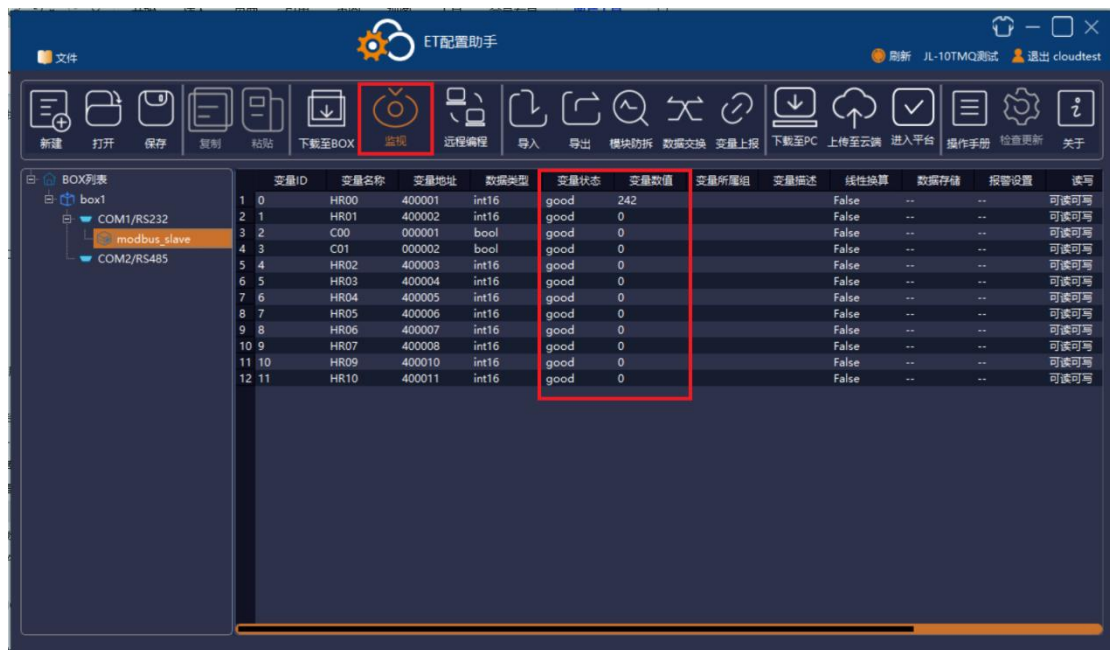 ET配置助手
文件
刷新 JL-10TMQ测试 退出 cloudtest
新建 打开 保存 复制 粘贴 下载至BOX 监视 远程编程 导入 导出 模块防拆 数据交换 变量上报 下载至PC 上传至云端 进入平台 操作手册 检查更新 关于
BOX列表
box1
COM1/RS232
modbus_slave
COM2/RS485
变量ID 变量名称 变量地址 数据类型 变量状态 变量数值 变量所属组 变量描述 线性换算 数据存储 报警设置 读写
1 0 HR00 400001 int16 good 242 False -- -- 可读可写
2 1 HR01 400002 int16 good 0 False -- -- 可读可写
3 2 C00 000001 bool good 0 False -- -- 可读可写
4 3 C01 000002 bool good 0 False -- -- 可读可写
5 4 HR02 400003 int16 good 0 False -- -- 可读可写
6 5 HR03 400004 int16 good 0 False -- -- 可读可写
7 6 HR04 400005 int16 good 0 False -- -- 可读可写
8 7 HR05 400006 int16 good 0 False -- -- 可读可写
9 8 HR06 400007 int16 good 0 False -- -- 可读可写
10 9 HR07 400008 int16 good 0 False -- -- 可读可写
11 10 HR09 400010 int16 good 0 False -- -- 可读可写
12 11 HR10 400011 int16 good 0 False -- -- 可读可写